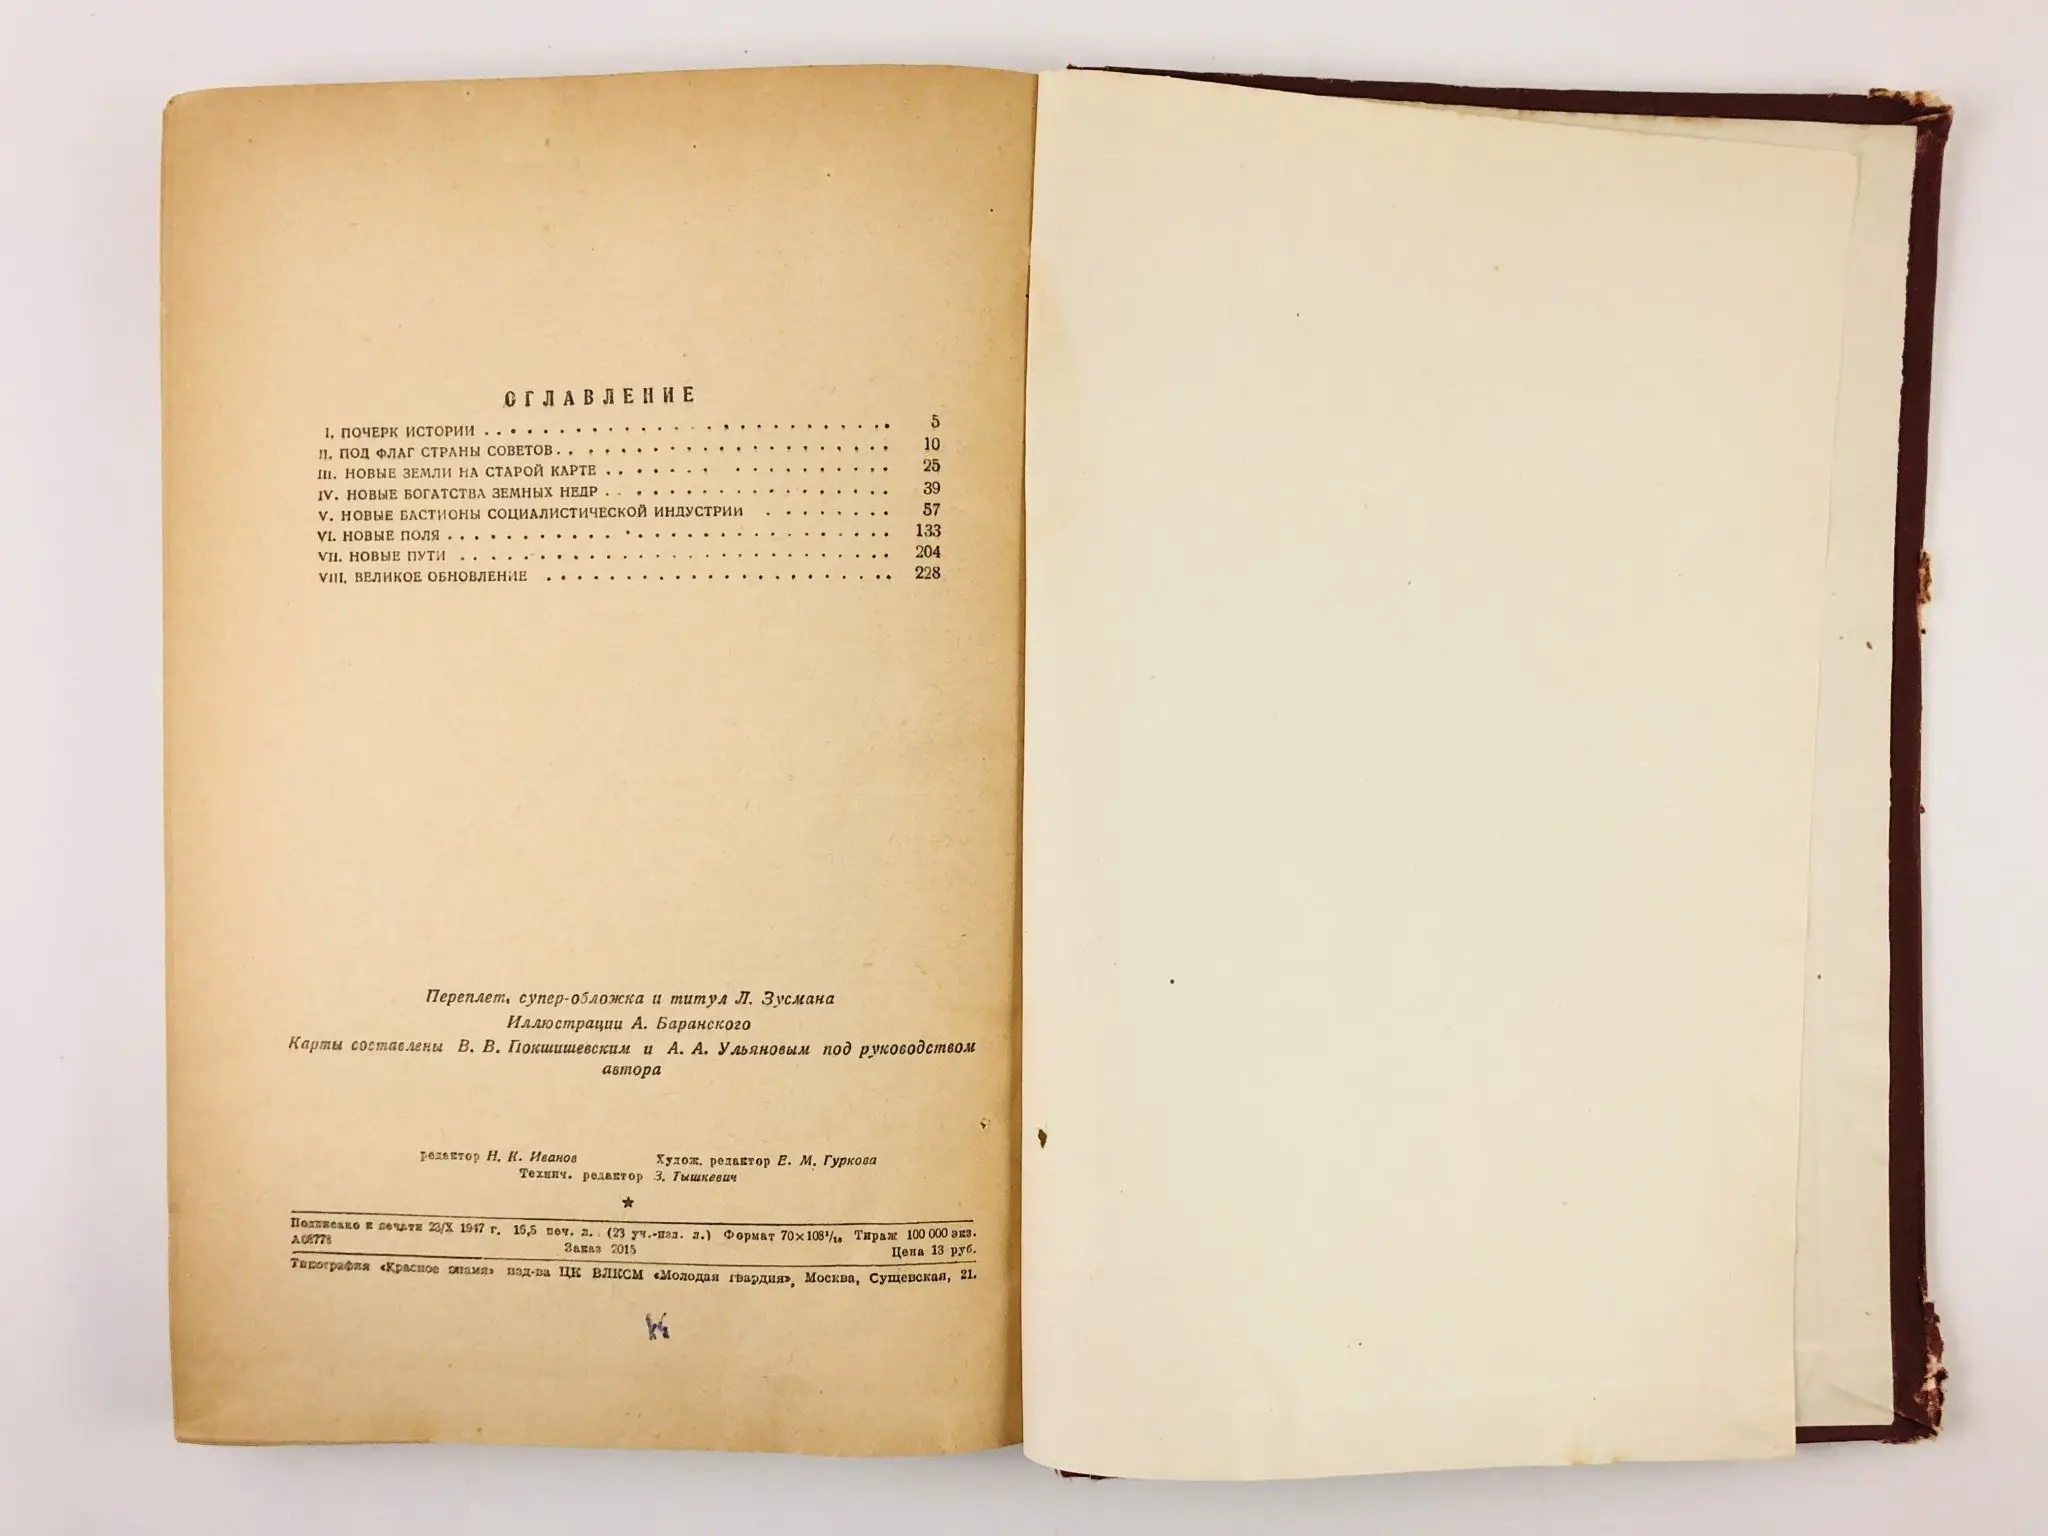 ОГЛАВЛЕНИЕ
I. ПОЧЕРК ИСТОРИИ 5
II. ПОД ФЛАГ СТРАНЫ СОВЕТОВ 10
III. НОВЫЕ ЗЕМЛИ НА СТАРОЙ КАРТЕ 25
IV. НОВЫЕ БОГАТСТВА ЗЕМНЫХ НЕДР 39
V. НОВЫЕ БАСТИОНЫ СОЦИАЛИСТИЧЕСКОЙ ИНДУСТРИИ 57
VI. НОВЫЕ ПОЛЯ 133
VII. НОВЫЕ ПУТИ 204
VIII. ВЕЛИКОЕ ОБНОВЛЕНИЕ 228
Переплет, супер-обложка и титул Л. Зусмана
Иллюстрации А. Баранского
Карты составлены В. В. Покшишевским и А. А. Ульяновым под руководством
автора
редактор Н. К. Иванов Худож. редактор Е. М. Гуркова
Технич. редактор З. Тышкевич
Подписано к печати 23/X 1947 г. 16,5 печ. л. (23 уч.-изд. л.) Формат 70×108¹/₁₆ Тираж 100 000 экз.
А08778 Заказ 2015 Цена 13 руб.
Типография «Красное знамя» изд-ва ЦК ВЛКСМ «Молодая гвардия», Москва, Сущевская, 21.